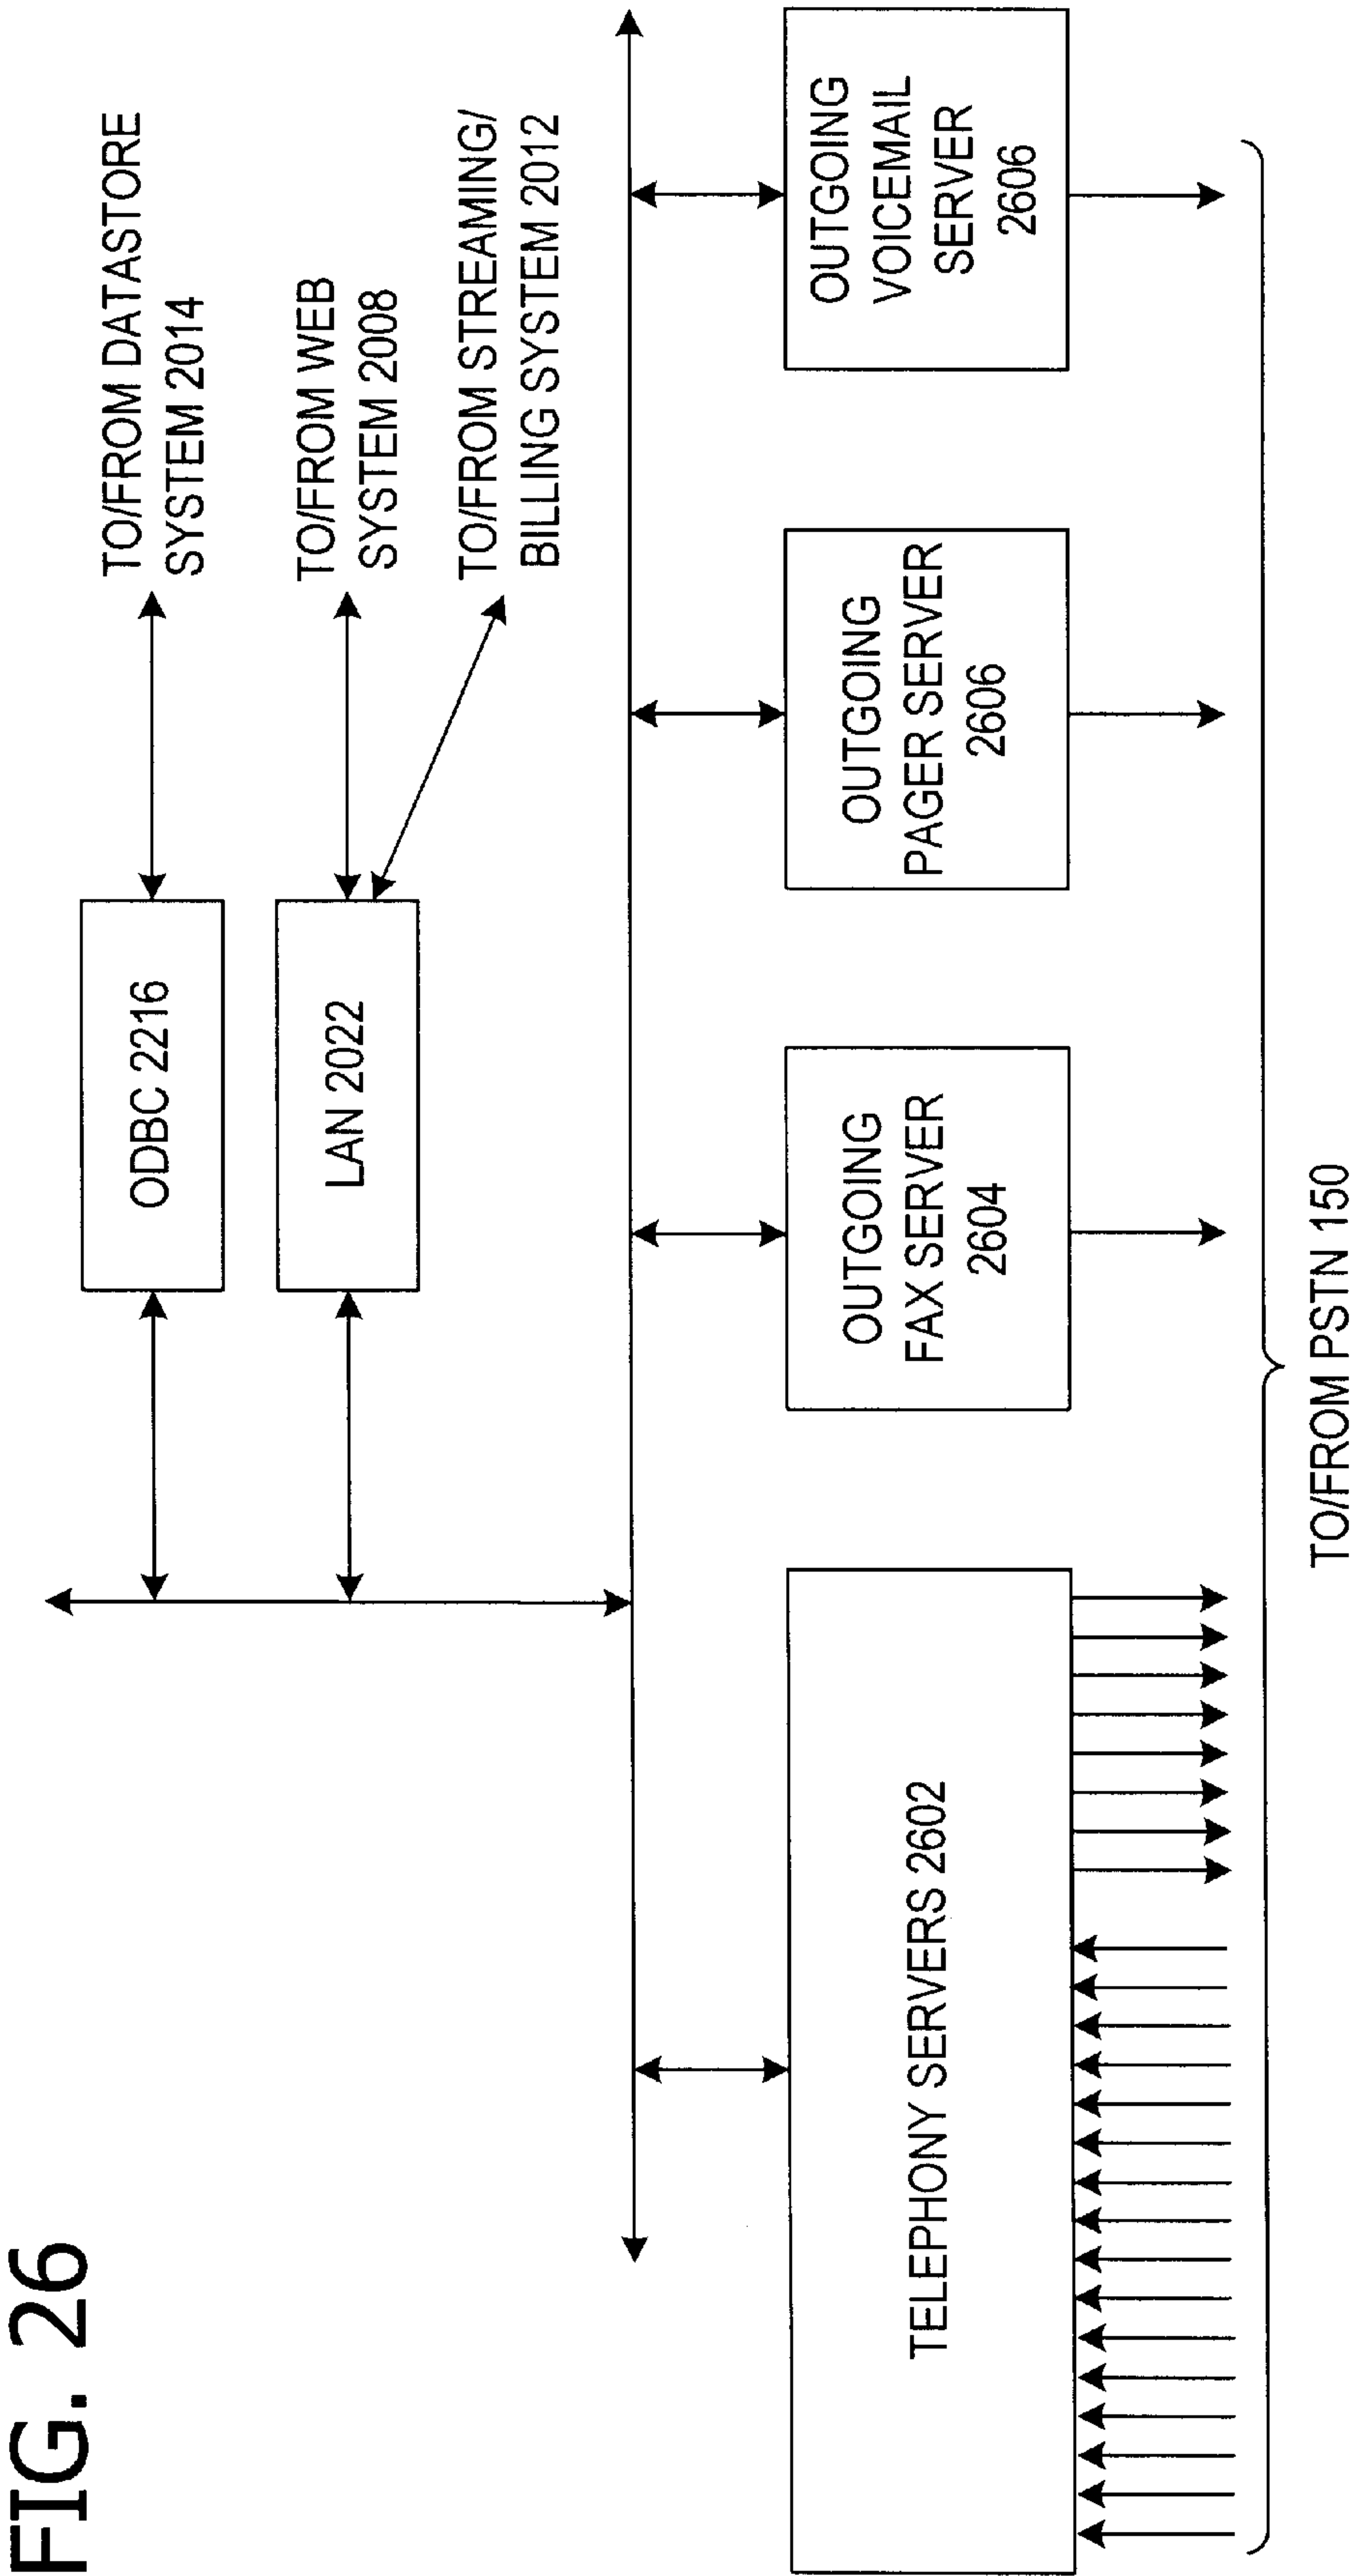 FIG. 26
ODBC 2216
TO/FROM DATASTORE
SYSTEM 2014
LAN 2022
TO/FROM WEB
SYSTEM 2008
TO/FROM STREAMING/
BILLING SYSTEM 2012
TELEPHONY SERVERS 2602
OUTGOING
FAX SERVER
2604
OUTGOING
PAGER SERVER
2606
OUTGOING
VOICEMAIL
SERVER
2606
TO/FROM PSTN 150